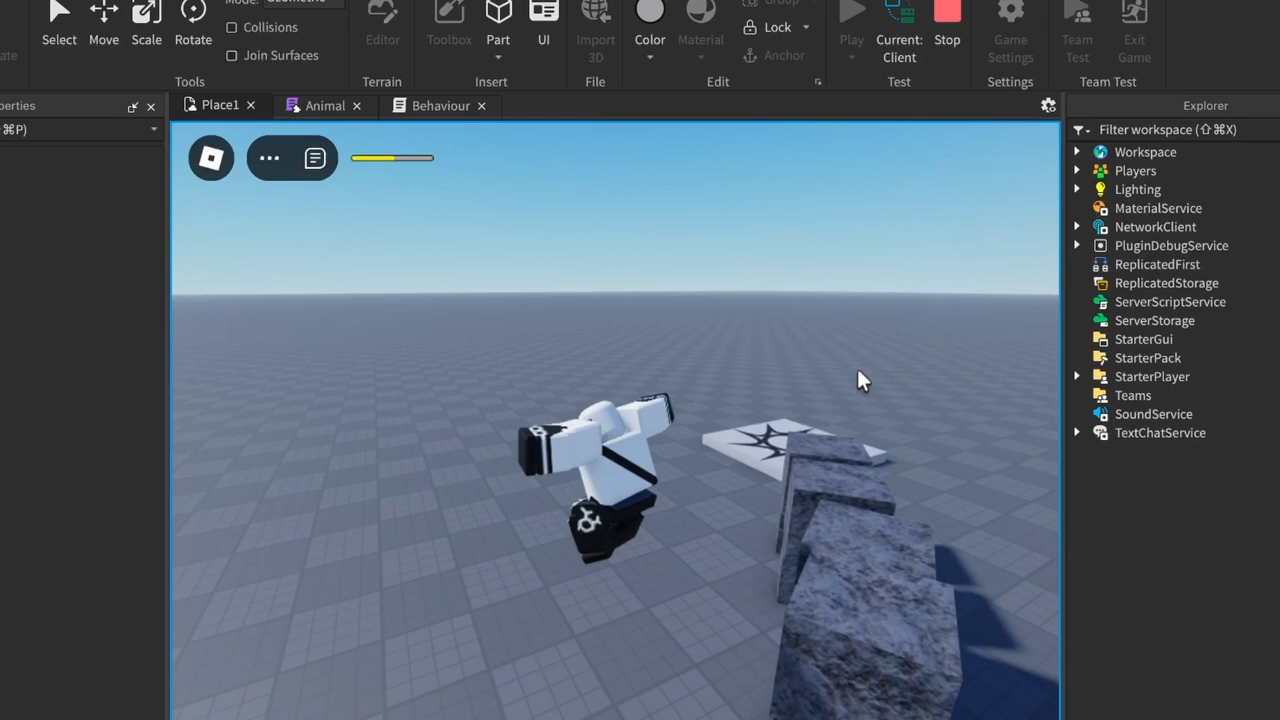 Mode:
Collisions
Join Surfaces
ate
Select
Move
Scale
Rotate
Tools
Editor
Terrain
Toolbox
Part
UI
Insert
Import
3D
File
Color
Material
Group
Lock
Anchor
Edit
Play
Current:
Client
Stop
Test
Game
Settings
Settings
Team
Test
Exit
Game
Team Test
perties
⌘P)
Place1
Animal
Behaviour
Explorer
Filter workspace (⇧⌘X)
Workspace
Players
Lighting
MaterialService
NetworkClient
PluginDebugService
ReplicatedFirst
ReplicatedStorage
ServerScriptService
ServerStorage
StarterGui
StarterPack
StarterPlayer
Teams
SoundService
TextChatService